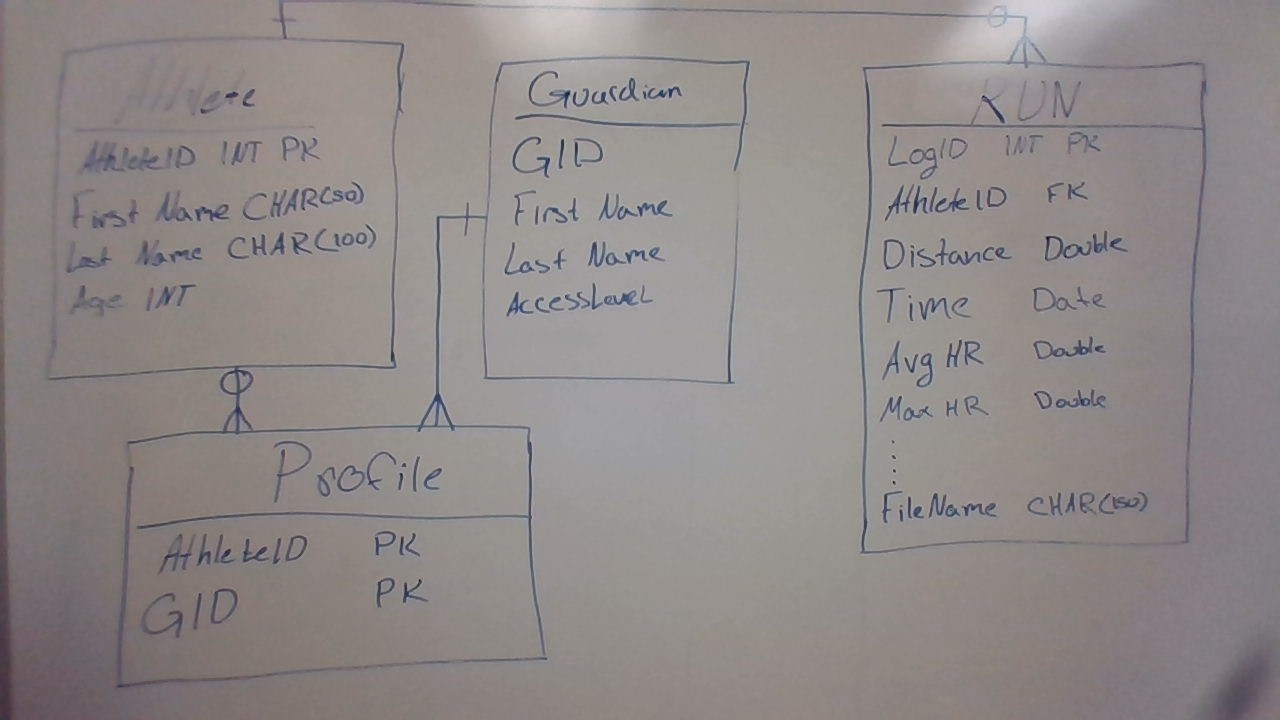 Athlete
AthleteID INT PK
First Name CHAR(50)
Last Name CHAR(100)
Age INT
Guardian
GID
First Name
Last Name
AccessLevel
RUN
LogID INT PK
AthleteID FK
Distance Double
Time Date
Avg HR Double
Max HR Double
FileName CHAR(150)
Profile
AthleteID PK
GID PK